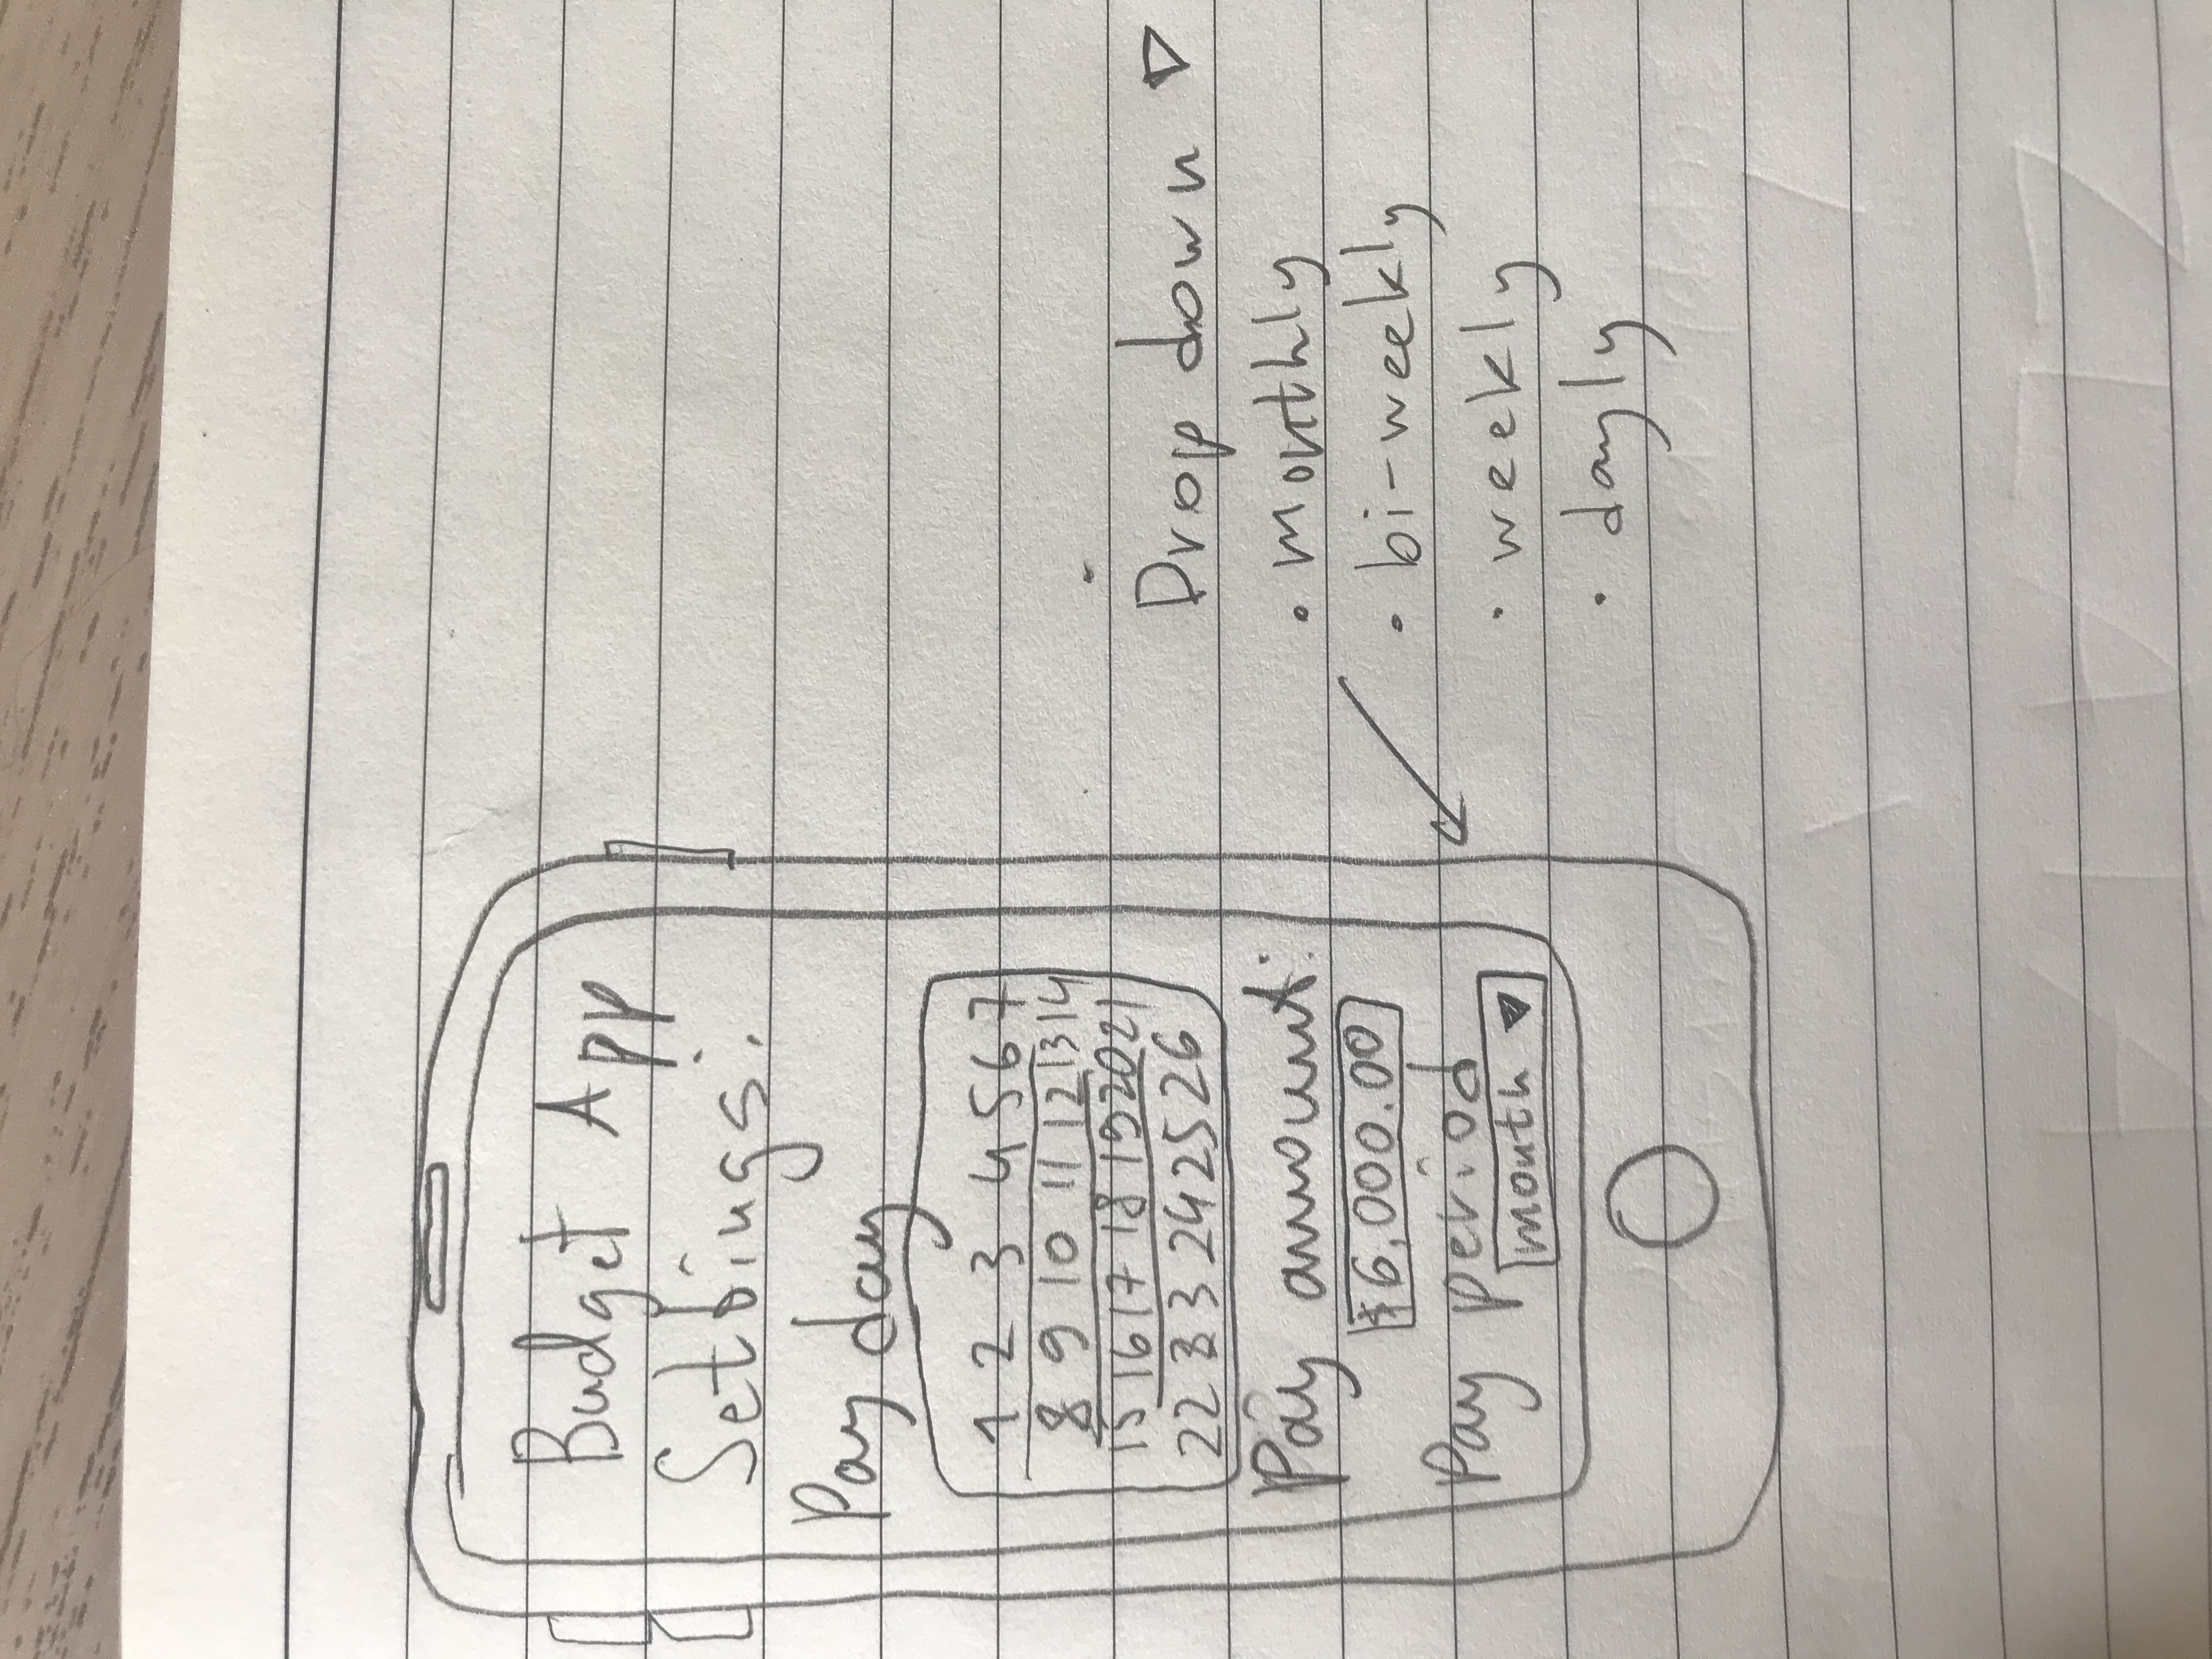 Budget App
Settings:
Pay day
1 2 3 4 5 6 7
8 9 10 11 12 13 14
15 16 17 18 19 20 21
22 23 24 25 26
Pay amount:
$6,000.00
Pay period
month ▼
Drop down ▽
• monthly
• bi-weekly
• weekly
• dayly